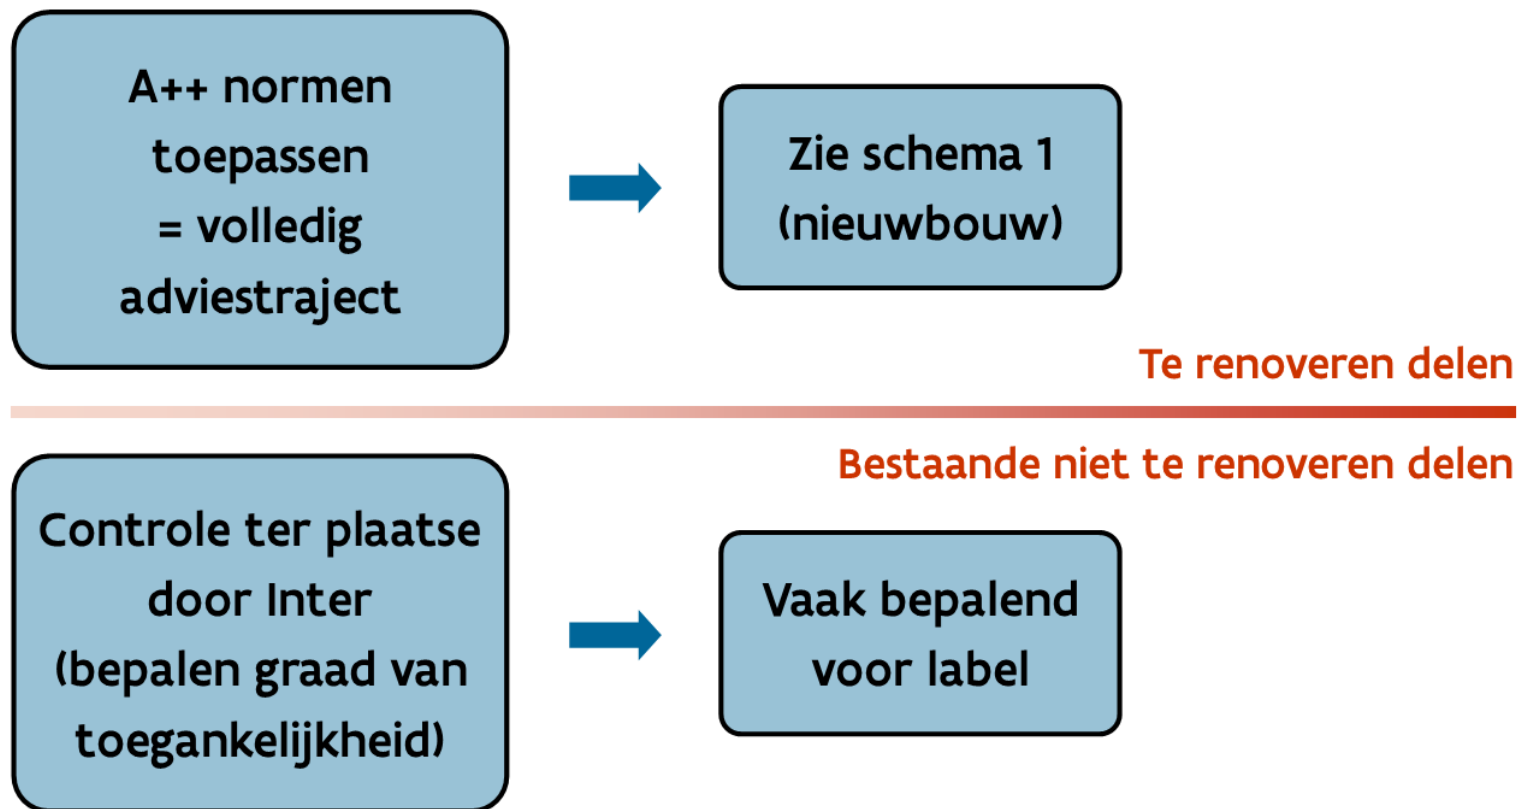 A++ normen
toepassen
= volledig
adviestraject
Zie schema 1
(nieuwbouw)
Te renoveren delen
Bestaande niet te renoveren delen
Controle ter plaatse
door Inter
(bepalen graad van
toegankelijkheid)
Vaak bepalend
voor label